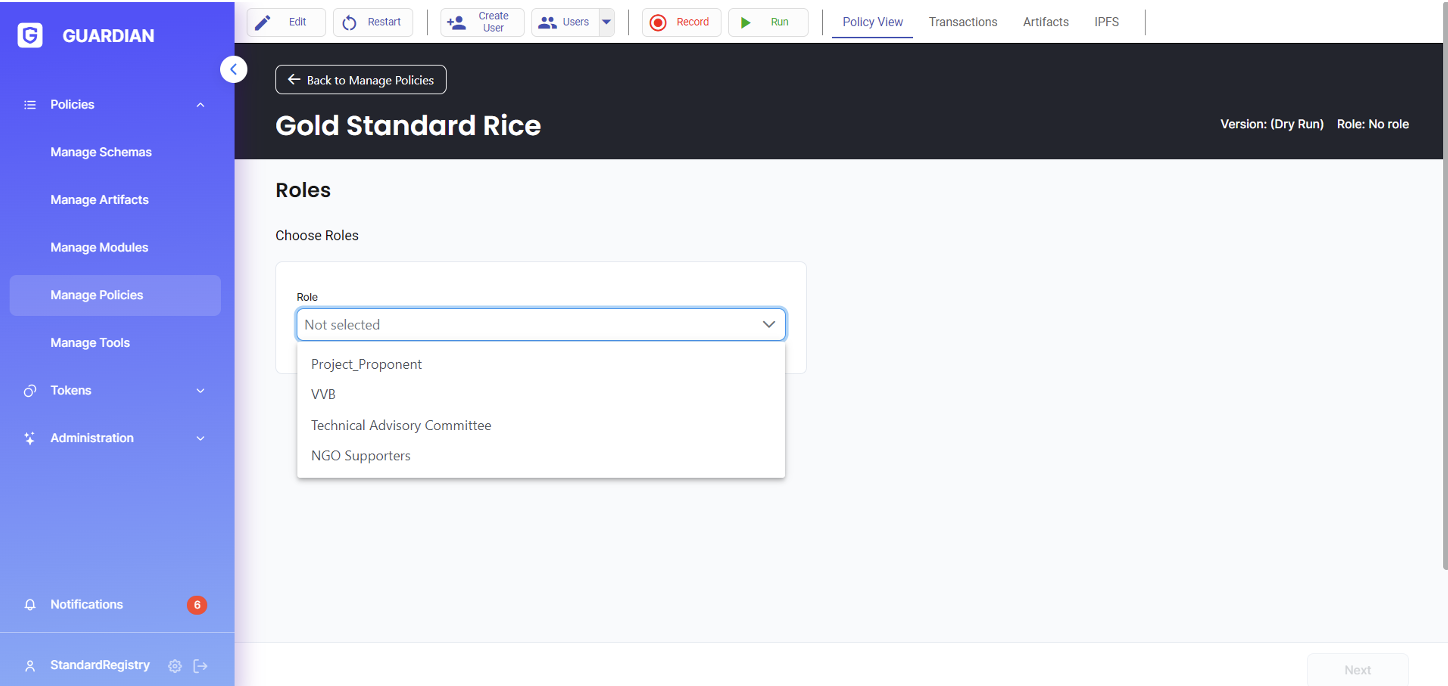 GUARDIAN
Policies
Manage Schemas
Manage Artifacts
Manage Modules
Manage Policies
Manage Tools
Tokens
Administration
Notifications 6
StandardRegistry
Edit
Restart
Create
User
Users
Record
Run
Policy View
Transactions
Artifacts
IPFS
Back to Manage Policies
Gold Standard Rice
Version: (Dry Run) Role: No role
Roles
Choose Roles
Role
Not selected
Project_Proponent
VVB
Technical Advisory Committee
NGO Supporters
Next